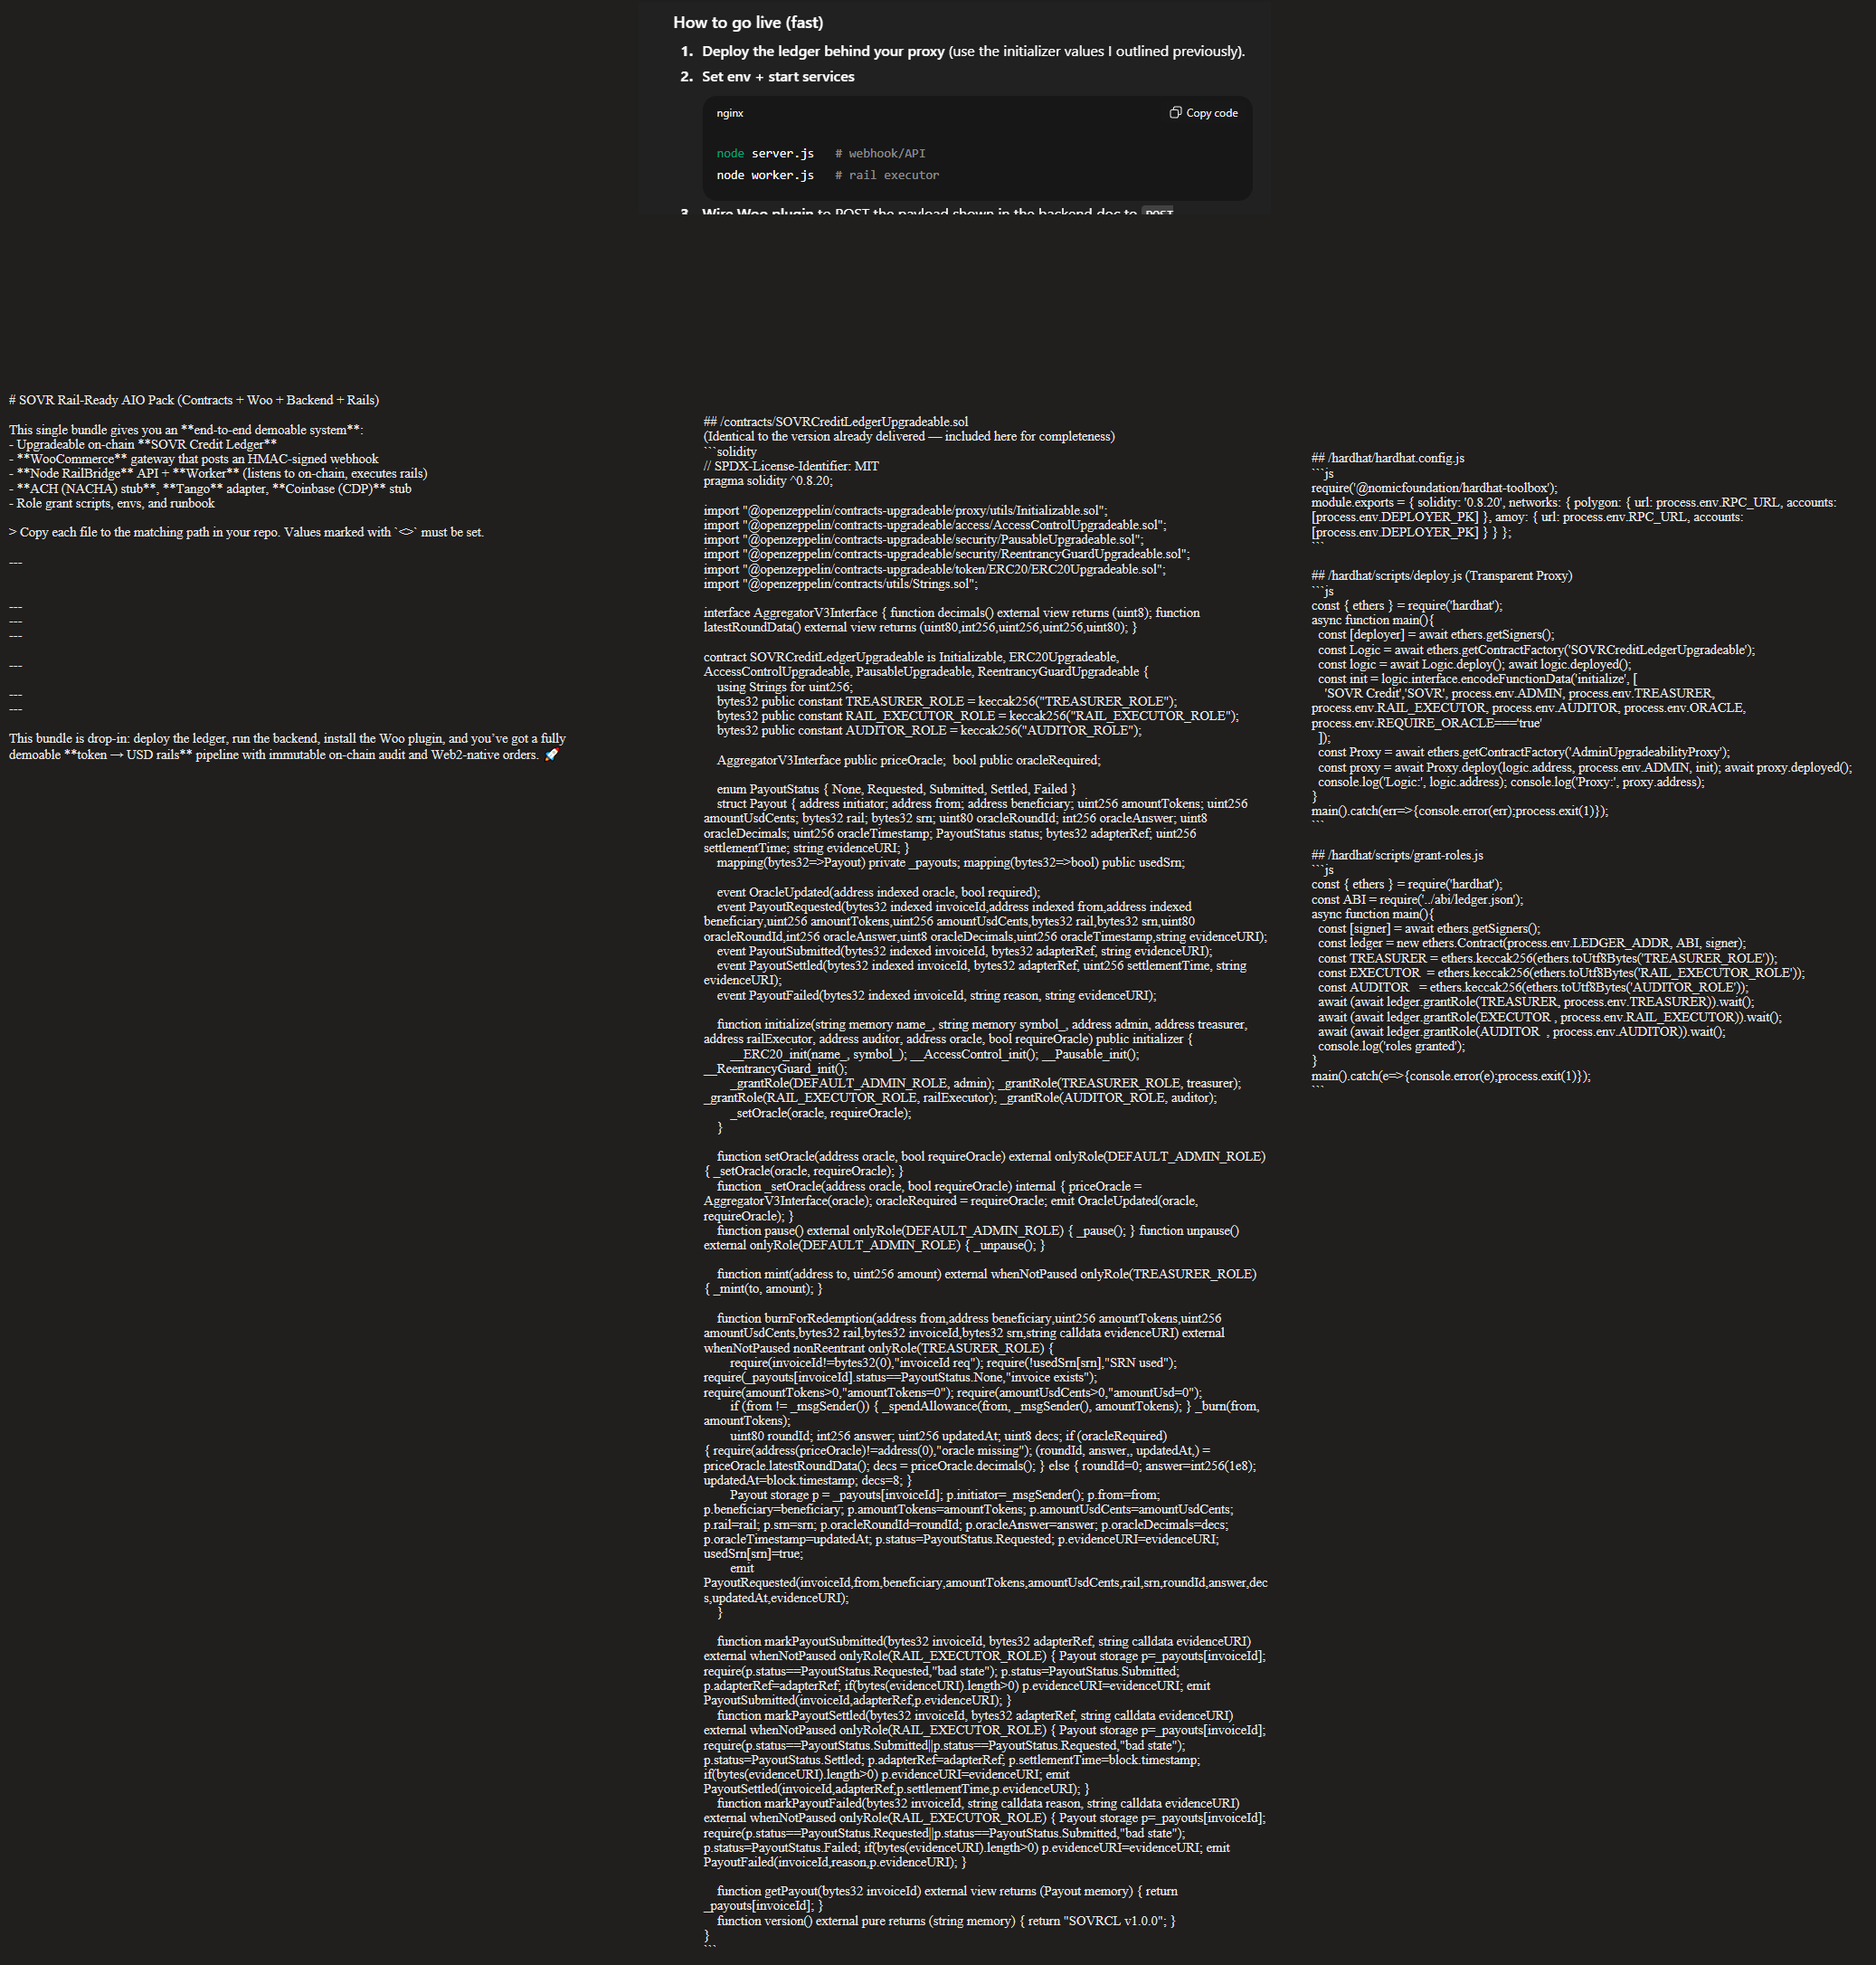 How to go live (fast)
1. Deploy the ledger behind your proxy (use the initializer values I outlined previously).
2. Set env + start services
nginx
Copy code
node server.js # webhook/API
node worker.js # rail executor
3. Wire Woo plugin to POST the payload shown in the backend doc to POST
# SOVR Rail-Ready AIO Pack (Contracts + Woo + Backend + Rails)
This single bundle gives you an **end-to-end demoable system**:
- Upgradeable on-chain **SOVR Credit Ledger**
- **WooCommerce** gateway that posts an HMAC-signed webhook
- **Node RailBridge** API + **Worker** (listens to on-chain, executes rails)
- **ACH (NACHA) stub**, **Tango** adapter, **Coinbase (CDP)** stub
- Role grant scripts, envs, and runbook
> Copy each file to the matching path in your repo. Values marked with `<>` must be set.
---
---
---
---
---
---
---
This bundle is drop-in: deploy the ledger, run the backend, install the Woo plugin, and you’ve got a fully
demoable **token → USD rails** pipeline with immutable on-chain audit and Web2-native orders. 🚀
## /contracts/SOVRCreditLedgerUpgradeable.sol
(Identical to the version already delivered — included here for completeness)
```solidity
// SPDX-License-Identifier: MIT
pragma solidity ^0.8.20;
import "@openzeppelin/contracts-upgradeable/proxy/utils/Initializable.sol";
import "@openzeppelin/contracts-upgradeable/access/AccessControlUpgradeable.sol";
import "@openzeppelin/contracts-upgradeable/security/PausableUpgradeable.sol";
import "@openzeppelin/contracts-upgradeable/security/ReentrancyGuardUpgradeable.sol";
import "@openzeppelin/contracts-upgradeable/token/ERC20/ERC20Upgradeable.sol";
import "@openzeppelin/contracts/utils/Strings.sol";
interface AggregatorV3Interface { function decimals() external view returns (uint8); function
latestRoundData() external view returns (uint80,int256,uint256,uint256,uint80); }
contract SOVRCreditLedgerUpgradeable is Initializable, ERC20Upgradeable,
AccessControlUpgradeable, PausableUpgradeable, ReentrancyGuardUpgradeable {
using Strings for uint256;
bytes32 public constant TREASURER_ROLE = keccak256("TREASURER_ROLE");
bytes32 public constant RAIL_EXECUTOR_ROLE = keccak256("RAIL_EXECUTOR_ROLE");
bytes32 public constant AUDITOR_ROLE = keccak256("AUDITOR_ROLE");
AggregatorV3Interface public priceOracle; bool public oracleRequired;
enum PayoutStatus { None, Requested, Submitted, Settled, Failed }
struct Payout { address initiator; address from; address beneficiary; uint256 amountTokens; uint256
amountUsdCents; bytes32 rail; bytes32 srn; uint80 oracleRoundId; int256 oracleAnswer; uint8
oracleDecimals; uint256 oracleTimestamp; PayoutStatus status; bytes32 adapterRef; uint256
settlementTime; string evidenceURI; }
mapping(bytes32=>Payout) private _payouts; mapping(bytes32=>bool) public usedSrn;
event OracleUpdated(address indexed oracle, bool required);
event PayoutRequested(bytes32 indexed invoiceId,address indexed from,address indexed
beneficiary,uint256 amountTokens,uint256 amountUsdCents,bytes32 rail,bytes32 srn,uint80
oracleRoundId,int256 oracleAnswer,uint8 oracleDecimals,uint256 oracleTimestamp,string evidenceURI);
event PayoutSubmitted(bytes32 indexed invoiceId, bytes32 adapterRef, string evidenceURI);
event PayoutSettled(bytes32 indexed invoiceId, bytes32 adapterRef, uint256 settlementTime, string
evidenceURI);
event PayoutFailed(bytes32 indexed invoiceId, string reason, string evidenceURI);
function initialize(string memory name_, string memory symbol_, address admin, address treasurer,
address railExecutor, address auditor, address oracle, bool requireOracle) public initializer {
__ERC20_init(name_, symbol_); __AccessControl_init(); __Pausable_init();
__ReentrancyGuard_init();
_grantRole(DEFAULT_ADMIN_ROLE, admin); _grantRole(TREASURER_ROLE, treasurer);
_grantRole(RAIL_EXECUTOR_ROLE, railExecutor); _grantRole(AUDITOR_ROLE, auditor);
_setOracle(oracle, requireOracle);
}
function setOracle(address oracle, bool requireOracle) external onlyRole(DEFAULT_ADMIN_ROLE)
{ _setOracle(oracle, requireOracle); }
function _setOracle(address oracle, bool requireOracle) internal { priceOracle =
AggregatorV3Interface(oracle); oracleRequired = requireOracle; emit OracleUpdated(oracle,
requireOracle); }
function pause() external onlyRole(DEFAULT_ADMIN_ROLE) { _pause(); } function unpause()
external onlyRole(DEFAULT_ADMIN_ROLE) { _unpause(); }
function mint(address to, uint256 amount) external whenNotPaused onlyRole(TREASURER_ROLE)
{ _mint(to, amount); }
function burnForRedemption(address from,address beneficiary,uint256 amountTokens,uint256
amountUsdCents,bytes32 rail,bytes32 invoiceId,bytes32 srn,string calldata evidenceURI) external
whenNotPaused nonReentrant onlyRole(TREASURER_ROLE) {
require(invoiceId!=bytes32(0),"invoiceId req"); require(!usedSrn[srn],"SRN used");
require(_payouts[invoiceId].status==PayoutStatus.None,"invoice exists");
require(amountTokens>0,"amountTokens=0"); require(amountUsdCents>0,"amountUsd=0");
if (from != _msgSender()) { _spendAllowance(from, _msgSender(), amountTokens); } _burn(from,
amountTokens);
uint80 roundId; int256 answer; uint256 updatedAt; uint8 decs; if (oracleRequired)
{ require(address(priceOracle)!=address(0),"oracle missing"); (roundId, answer,, updatedAt,) =
priceOracle.latestRoundData(); decs = priceOracle.decimals(); } else { roundId=0; answer=int256(1e8);
updatedAt=block.timestamp; decs=8; }
Payout storage p = _payouts[invoiceId]; p.initiator=_msgSender(); p.from=from;
p.beneficiary=beneficiary; p.amountTokens=amountTokens; p.amountUsdCents=amountUsdCents;
p.rail=rail; p.srn=srn; p.oracleRoundId=roundId; p.oracleAnswer=answer; p.oracleDecimals=decs;
p.oracleTimestamp=updatedAt; p.status=PayoutStatus.Requested; p.evidenceURI=evidenceURI;
usedSrn[srn]=true;
emit
PayoutRequested(invoiceId,from,beneficiary,amountTokens,amountUsdCents,rail,srn,roundId,answer,dec
s,updatedAt,evidenceURI);
}
function markPayoutSubmitted(bytes32 invoiceId, bytes32 adapterRef, string calldata evidenceURI)
external whenNotPaused onlyRole(RAIL_EXECUTOR_ROLE) { Payout storage p=_payouts[invoiceId];
require(p.status==PayoutStatus.Requested,"bad state"); p.status=PayoutStatus.Submitted;
p.adapterRef=adapterRef; if(bytes(evidenceURI).length>0) p.evidenceURI=evidenceURI; emit
PayoutSubmitted(invoiceId,adapterRef,p.evidenceURI); }
function markPayoutSettled(bytes32 invoiceId, bytes32 adapterRef, string calldata evidenceURI)
external whenNotPaused onlyRole(RAIL_EXECUTOR_ROLE) { Payout storage p=_payouts[invoiceId];
require(p.status==PayoutStatus.Submitted||p.status==PayoutStatus.Requested,"bad state");
p.status=PayoutStatus.Settled; p.adapterRef=adapterRef; p.settlementTime=block.timestamp;
if(bytes(evidenceURI).length>0) p.evidenceURI=evidenceURI; emit
PayoutSettled(invoiceId,adapterRef,p.settlementTime,p.evidenceURI); }
function markPayoutFailed(bytes32 invoiceId, string calldata reason, string calldata evidenceURI)
external whenNotPaused onlyRole(RAIL_EXECUTOR_ROLE) { Payout storage p=_payouts[invoiceId];
require(p.status==PayoutStatus.Requested||p.status==PayoutStatus.Submitted,"bad state");
p.status=PayoutStatus.Failed; if(bytes(evidenceURI).length>0) p.evidenceURI=evidenceURI; emit
PayoutFailed(invoiceId,reason,p.evidenceURI); }
function getPayout(bytes32 invoiceId) external view returns (Payout memory) { return
_payouts[invoiceId]; }
function version() external pure returns (string memory) { return "SOVRCL v1.0.0"; }
}
```
## /hardhat/hardhat.config.js
```js
require('@nomicfoundation/hardhat-toolbox');
module.exports = { solidity: '0.8.20', networks: { polygon: { url: process.env.RPC_URL, accounts:
[process.env.DEPLOYER_PK] }, amoy: { url: process.env.RPC_URL, accounts:
[process.env.DEPLOYER_PK] } } };
```
## /hardhat/scripts/deploy.js (Transparent Proxy)
```js
const { ethers } = require('hardhat');
async function main(){
const [deployer] = await ethers.getSigners();
const Logic = await ethers.getContractFactory('SOVRCreditLedgerUpgradeable');
const logic = await Logic.deploy(); await logic.deployed();
const init = logic.interface.encodeFunctionData('initialize', [
'SOVR Credit','SOVR', process.env.ADMIN, process.env.TREASURER,
process.env.RAIL_EXECUTOR, process.env.AUDITOR, process.env.ORACLE,
process.env.REQUIRE_ORACLE==='true'
]);
const Proxy = await ethers.getContractFactory('AdminUpgradeabilityProxy');
const proxy = await Proxy.deploy(logic.address, process.env.ADMIN, init); await proxy.deployed();
console.log('Logic:', logic.address); console.log('Proxy:', proxy.address);
}
main().catch(err=>{console.error(err);process.exit(1)});
```
## /hardhat/scripts/grant-roles.js
```js
const { ethers } = require('hardhat');
const ABI = require('../abi/ledger.json');
async function main(){
const [signer] = await ethers.getSigners();
const ledger = new ethers.Contract(process.env.LEDGER_ADDR, ABI, signer);
const TREASURER = ethers.keccak256(ethers.toUtf8Bytes('TREASURER_ROLE'));
const EXECUTOR = ethers.keccak256(ethers.toUtf8Bytes('RAIL_EXECUTOR_ROLE'));
const AUDITOR = ethers.keccak256(ethers.toUtf8Bytes('AUDITOR_ROLE'));
await (await ledger.grantRole(TREASURER, process.env.TREASURER)).wait();
await (await ledger.grantRole(EXECUTOR , process.env.RAIL_EXECUTOR)).wait();
await (await ledger.grantRole(AUDITOR , process.env.AUDITOR)).wait();
console.log('roles granted');
}
main().catch(e=>{console.error(e);process.exit(1)});
```